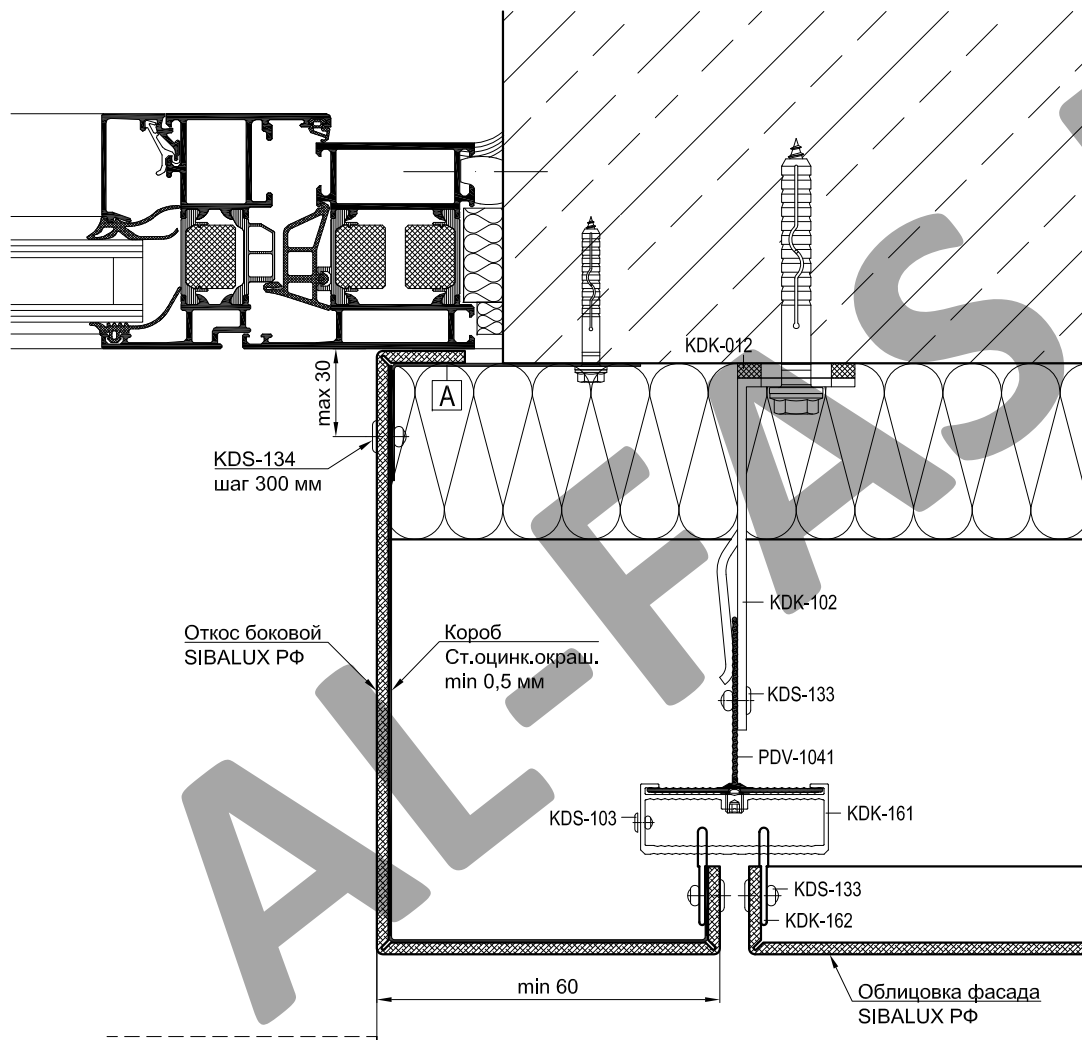 KDK-012
max 30
A
KDS-134
шаг 300 мм
KDK-102
Откос боковой
SIBALUX РФ
Короб
Ст.оцинк.окраш.
min 0,5 мм
KDS-133
PDV-1041
KDS-103
KDK-161
KDS-133
KDK-162
min 60
Облицовка фасада
SIBALUX РФ
AL-FAS